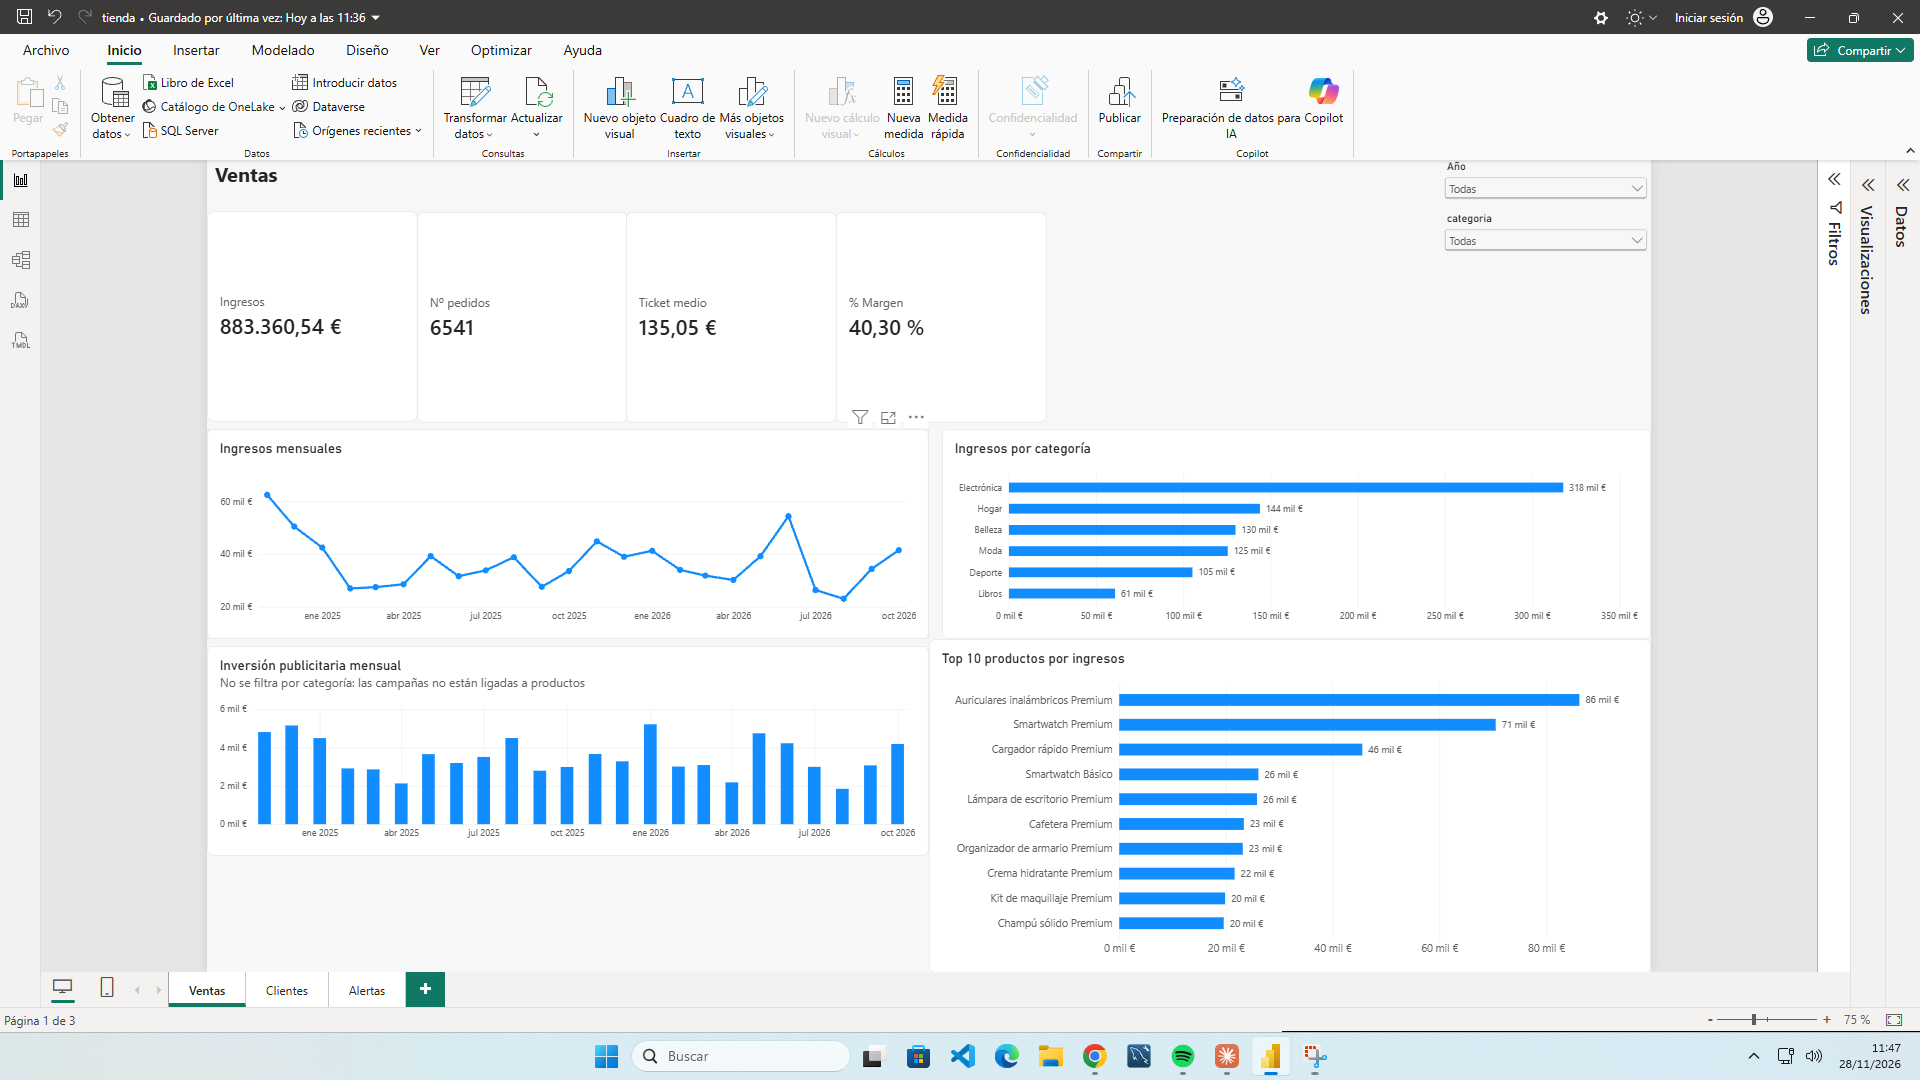 tienda • Guardado por última vez: Hoy a las 11:36
Iniciar sesión
Archivo
Inicio
Insertar
Modelado
Diseño
Ver
Optimizar
Ayuda
Compartir
Pegar
Portapapeles
Obtener datos
Libro de Excel
Catálogo de OneLake
SQL Server
Introducir datos
Dataverse
Orígenes recientes
Datos
Transformar datos
Actualizar
Consultas
Nuevo objeto visual
Cuadro de texto
Más objetos visuales
Insertar
Nuevo cálculo visual
Nueva medida
Medida rápida
Cálculos
Confidencialidad
Confidencialidad
Publicar
Compartir
Preparación de datos para IA
Copilot
Copilot
DAX
TMDL
Ventas
Año
Todas
categoria
Todas
Filtros
Visualizaciones
Datos
Ingresos
883.360,54 €
Nº pedidos
6541
Ticket medio
135,05 €
% Margen
40,30 %
Ingresos mensuales
60 mil €
40 mil €
20 mil €
ene 2025
abr 2025
jul 2025
oct 2025
ene 2026
abr 2026
jul 2026
oct 2026
Ingresos por categoría
Electrónica 318 mil €
Hogar 144 mil €
Belleza 130 mil €
Moda 125 mil €
Deporte 105 mil €
Libros 61 mil €
0 mil €
50 mil €
100 mil €
150 mil €
200 mil €
250 mil €
300 mil €
350 mil €
Inversión publicitaria mensual
No se filtra por categoría: las campañas no están ligadas a productos
6 mil €
4 mil €
2 mil €
0 mil €
ene 2025
abr 2025
jul 2025
oct 2025
ene 2026
abr 2026
jul 2026
oct 2026
Top 10 productos por ingresos
Auriculares inalámbricos Premium 86 mil €
Smartwatch Premium 71 mil €
Cargador rápido Premium 46 mil €
Smartwatch Básico 26 mil €
Lámpara de escritorio Premium 26 mil €
Cafetera Premium 23 mil €
Organizador de armario Premium 23 mil €
Crema hidratante Premium 22 mil €
Kit de maquillaje Premium 20 mil €
Champú sólido Premium 20 mil €
0 mil €
20 mil €
40 mil €
60 mil €
80 mil €
Ventas
Clientes
Alertas
Página 1 de 3
75 %
Buscar
11:47
28/11/2026